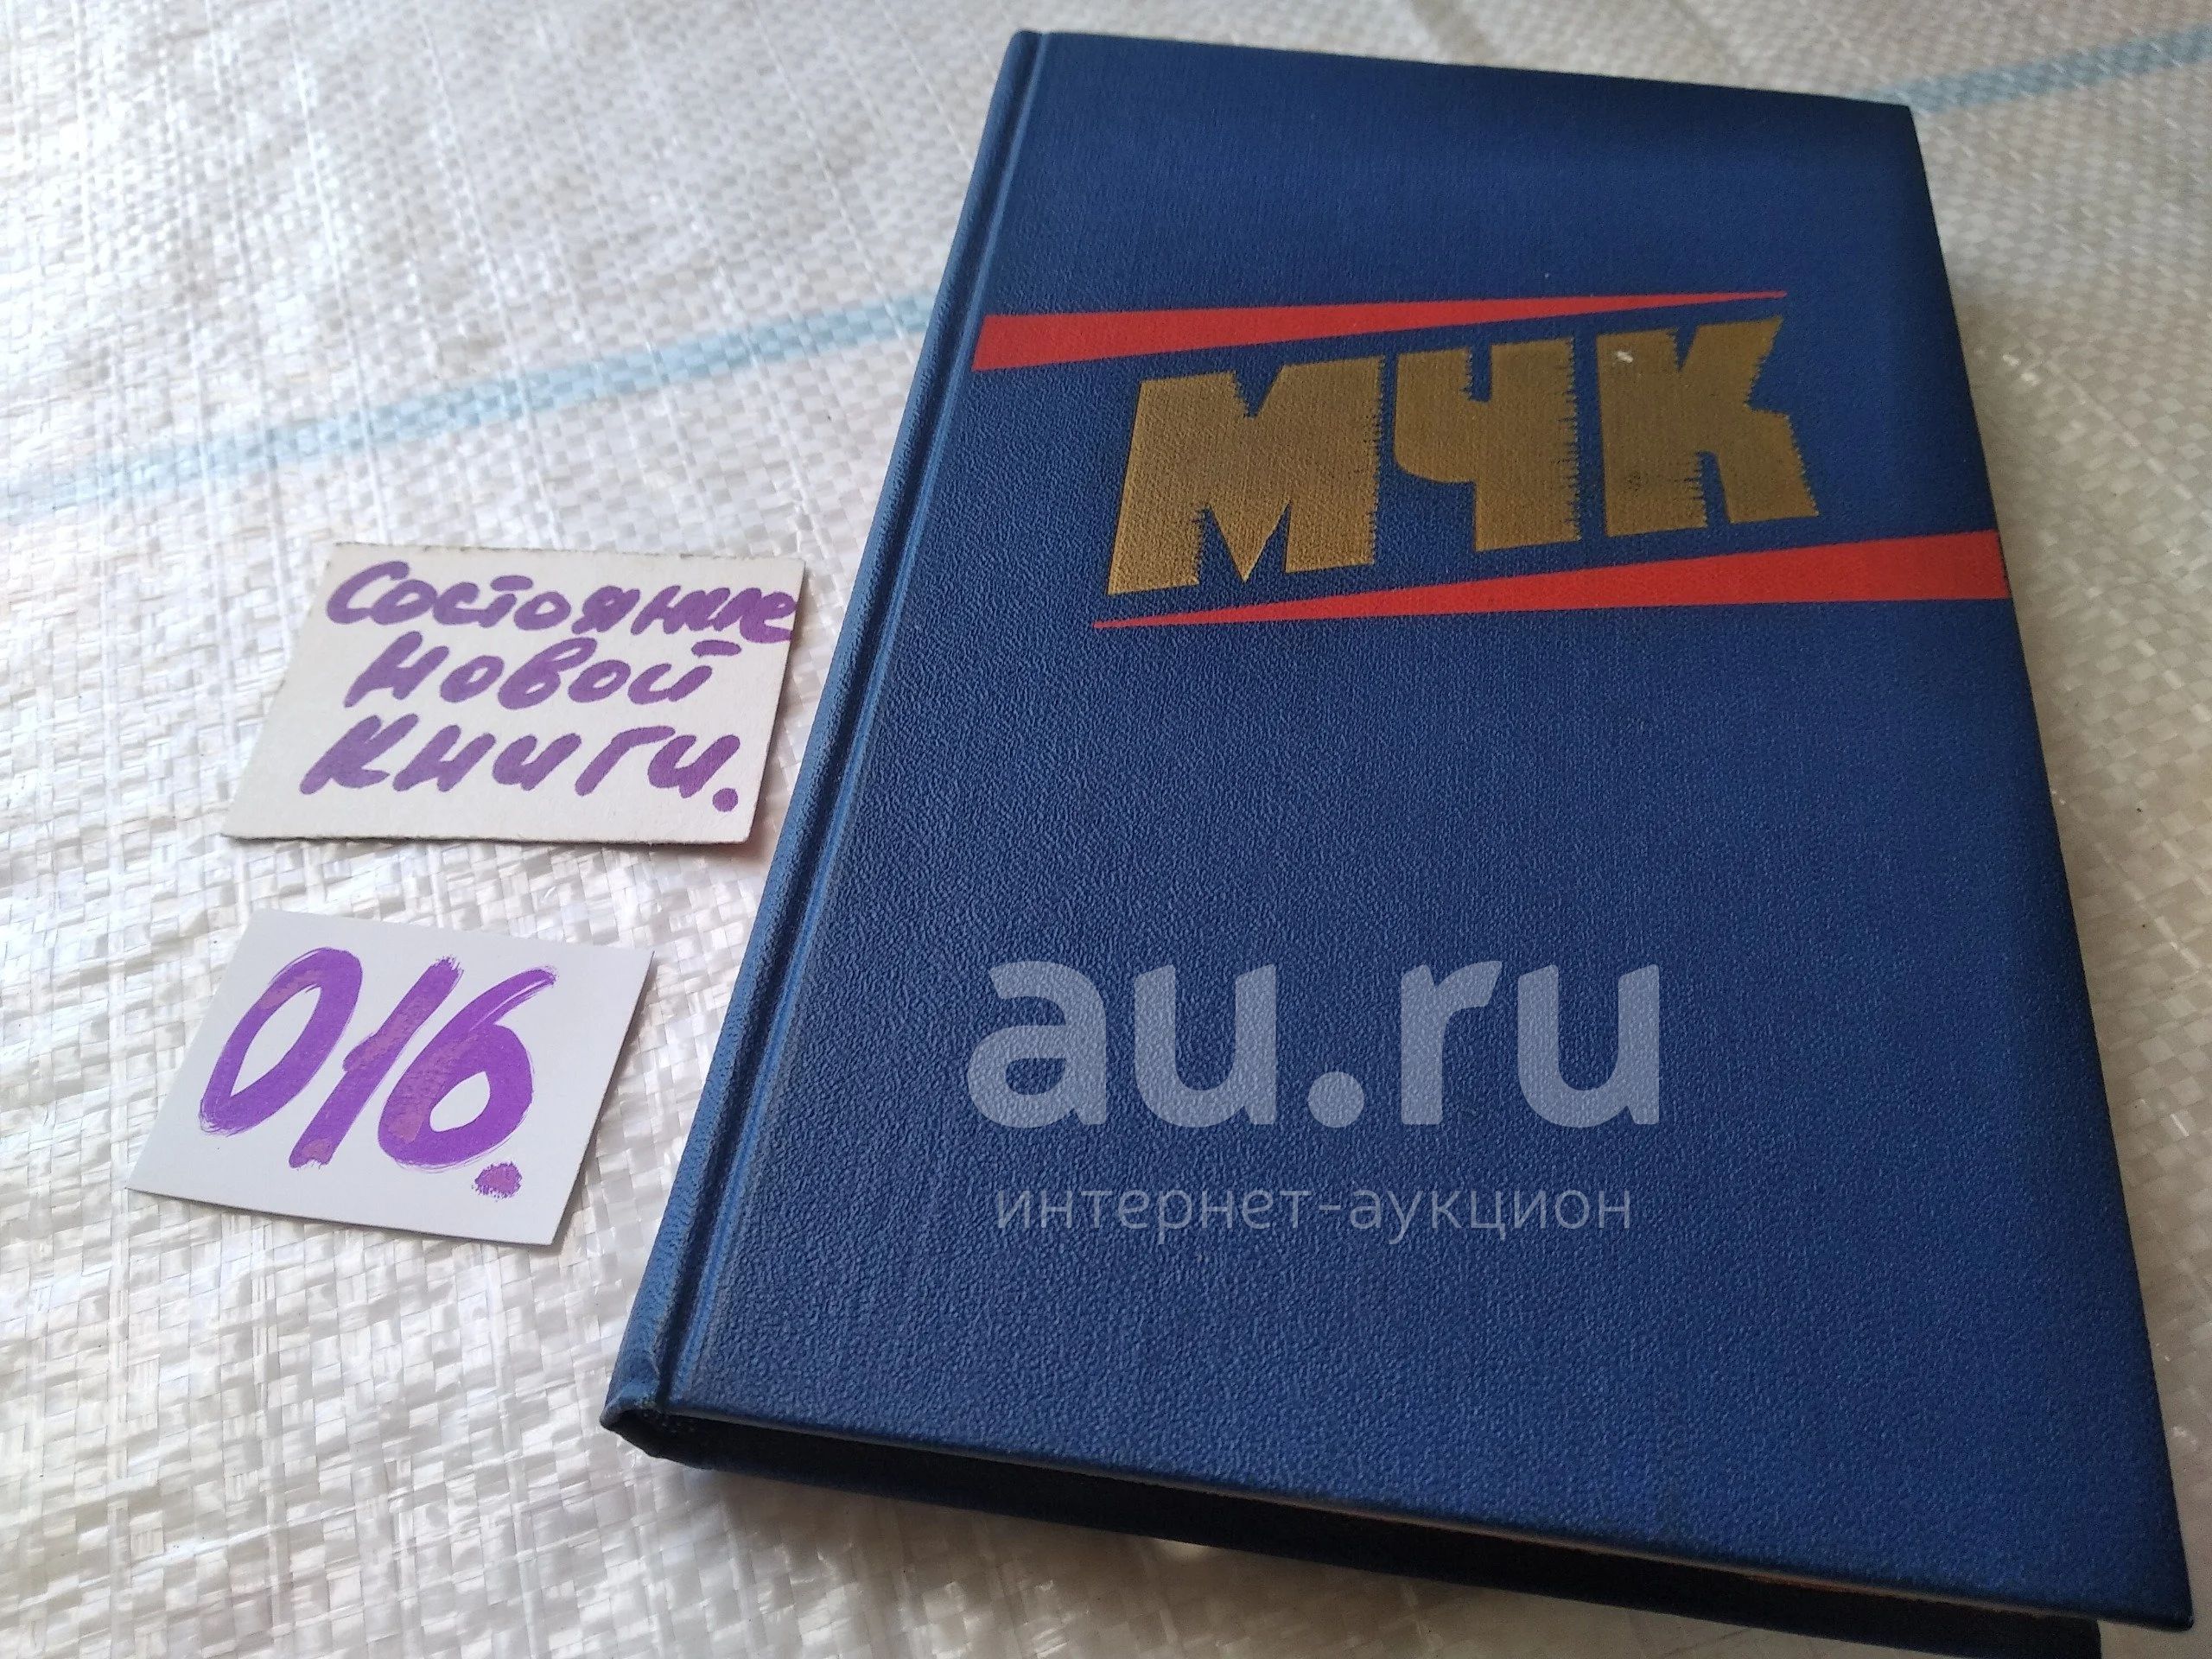 МЧК
Состояние
новой
книги.
016.
au.ru
интернет-аукцион